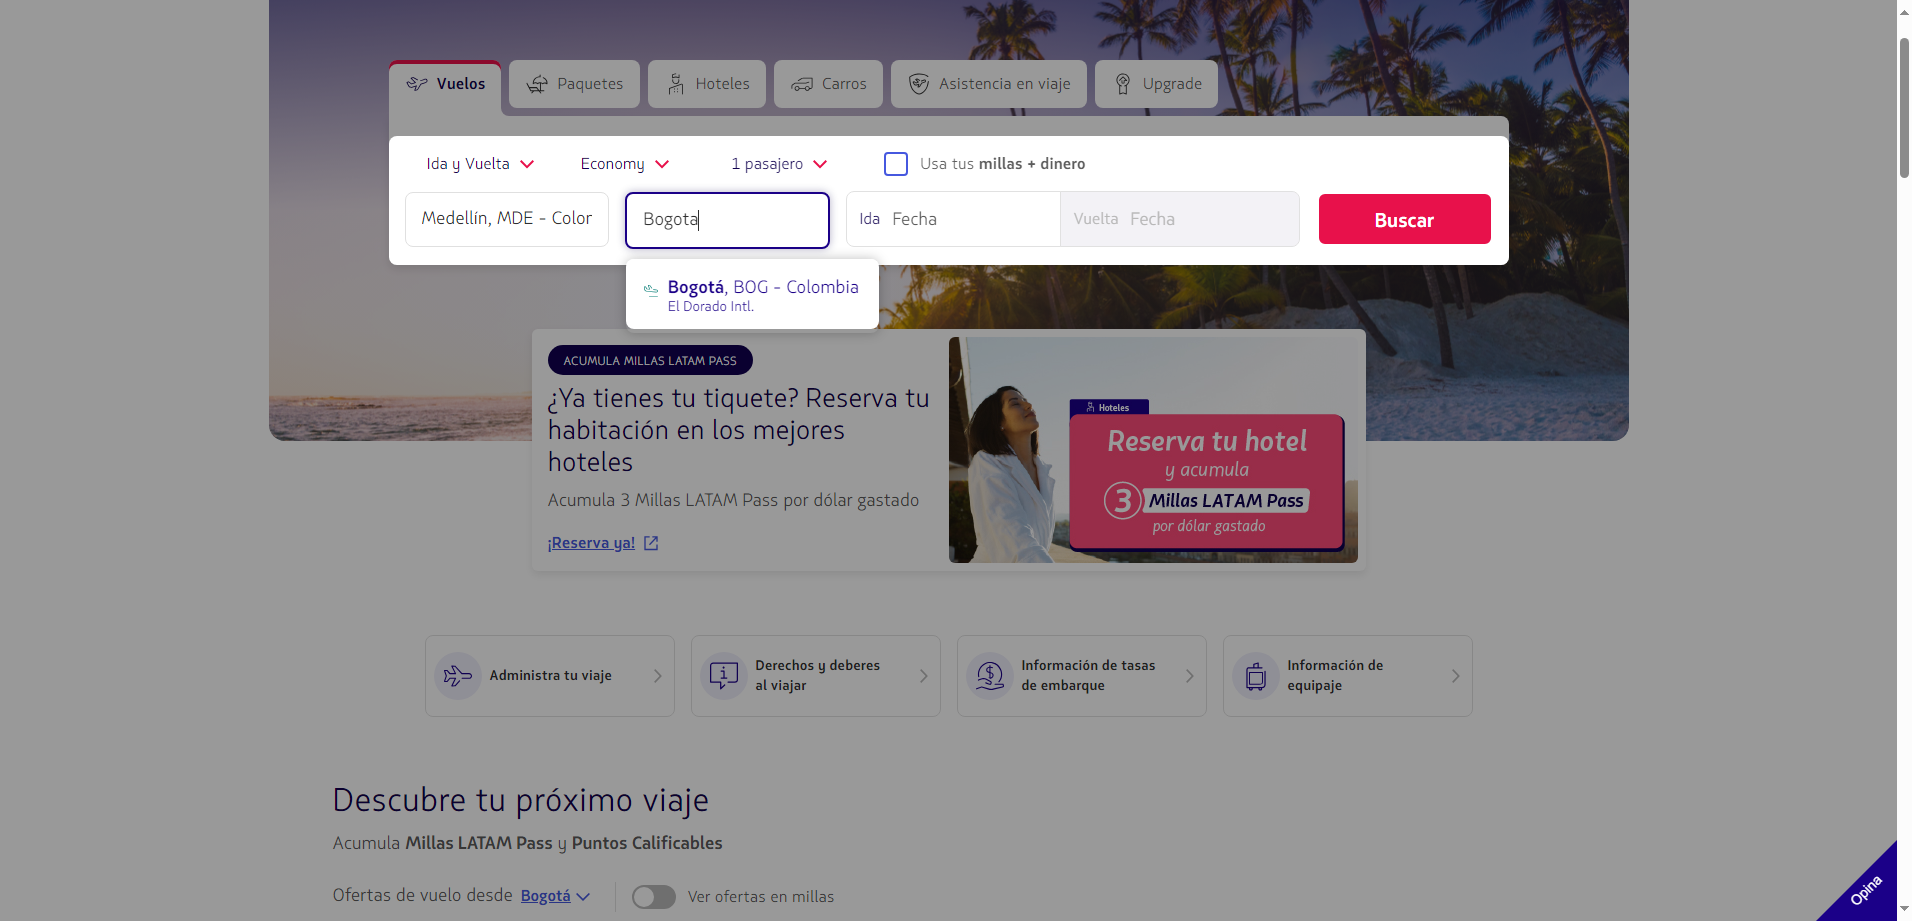 Vuelos
Paquetes
Hoteles
Carros
Asistencia en viaje
Upgrade
Ida y Vuelta
Economy
1 pasajero
Usa tus millas + dinero
Medellín, MDE - Color
Bogota
Ida Fecha
Vuelta Fecha
Buscar
Bogotá, BOG - Colombia
El Dorado Intl.
ACUMULA MILLAS LATAM PASS
¿Ya tienes tu tiquete? Reserva tu
habitación en los mejores
hoteles
Acumula 3 Millas LATAM Pass por dólar gastado
¡Reserva ya!
Hoteles
Reserva tu hotel
y acumula
3 Millas LATAM Pass
por dólar gastado
Administra tu viaje
Derechos y deberes
al viajar
Información de tasas
de embarque
Información de
equipaje
Descubre tu próximo viaje
Acumula Millas LATAM Pass y Puntos Calificables
Ofertas de vuelo desde Bogotá
Ver ofertas en millas
Opina